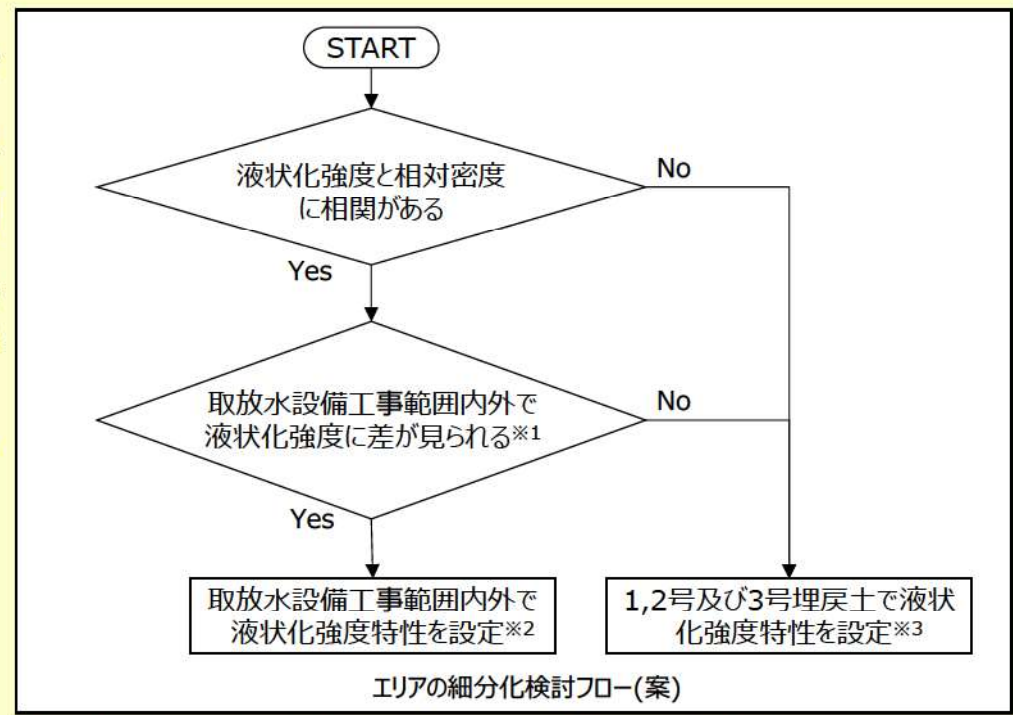 START
液状化強度と相対密度
に相関がある
No
Yes
取放水設備工事範囲内外で
液状化強度に差が見られる※1
No
Yes
取放水設備工事範囲内外で
液状化強度特性を設定※2
1,2号及び3号埋戻土で液状
化強度特性を設定※3
エリアの細分化検討フロー(案)